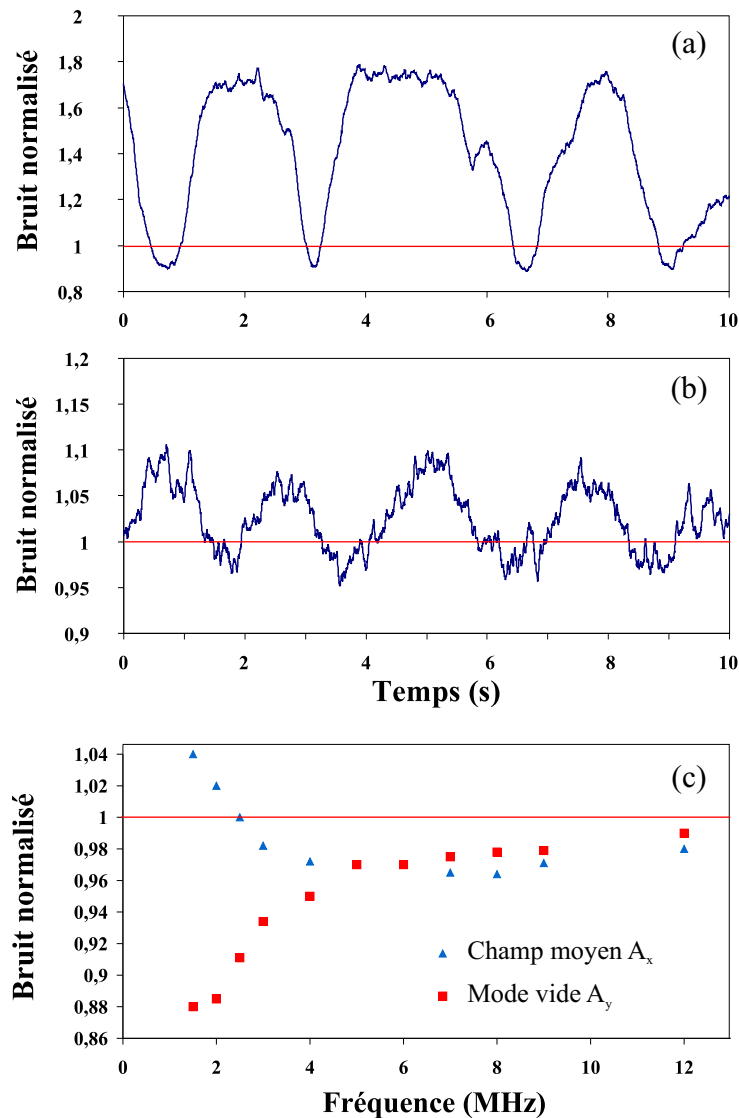 (a)
Bruit normalisé
2
1,8
1,6
1,4
1,2
1
0,8
0 2 4 6 8 10
(b)
Bruit normalisé
1,2
1,15
1,1
1,05
1
0,95
0,9
0 2 4 6 8 10
Temps (s)
(c)
Bruit normalisé
1,04
1,02
1
0,98
0,96
0,94
0,92
0,9
0,88
0,86
Champ moyen Ax
Mode vide Ay
0 2 4 6 8 10 12
Fréquence (MHz)